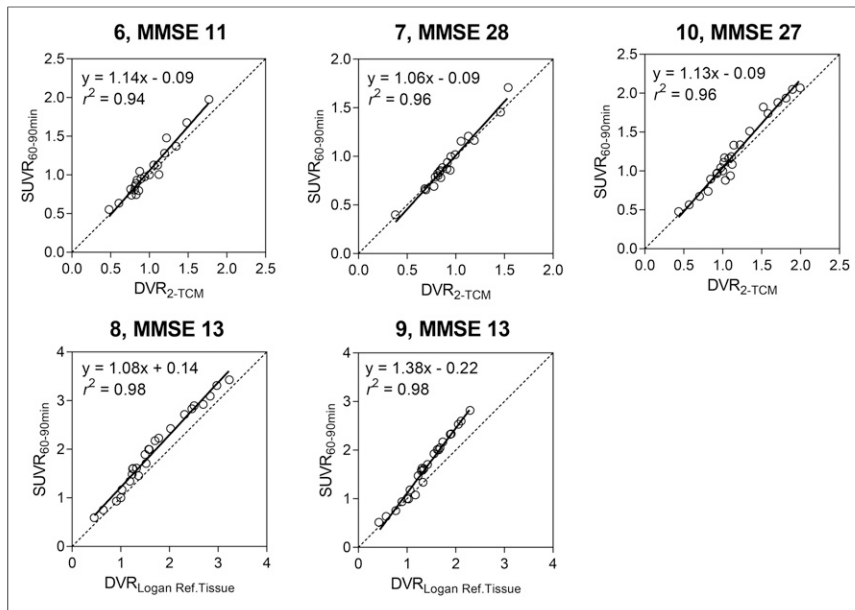 6, MMSE 11
y = 1.14x - 0.09
r² = 0.94
SUVR60-90min
2.5
2.0
1.5
1.0
0.5
0.0
0.0 0.5 1.0 1.5 2.0 2.5
DVR2-TCM
7, MMSE 28
y = 1.06x - 0.09
r² = 0.96
SUVR60-90min
2.0
1.5
1.0
0.5
0.0
0.0 0.5 1.0 1.5 2.0
DVR2-TCM
10, MMSE 27
y = 1.13x - 0.09
r² = 0.96
SUVR60-90min
2.5
2.0
1.5
1.0
0.5
0.0
0.0 0.5 1.0 1.5 2.0 2.5
DVR2-TCM
8, MMSE 13
y = 1.08x + 0.14
r² = 0.98
SUVR60-90min
4
3
2
1
0
0 1 2 3 4
DVRLogan Ref.Tissue
9, MMSE 13
y = 1.38x - 0.22
r² = 0.98
SUVR60-90min
4
3
2
1
0
0 1 2 3 4
DVRLogan Ref.Tissue